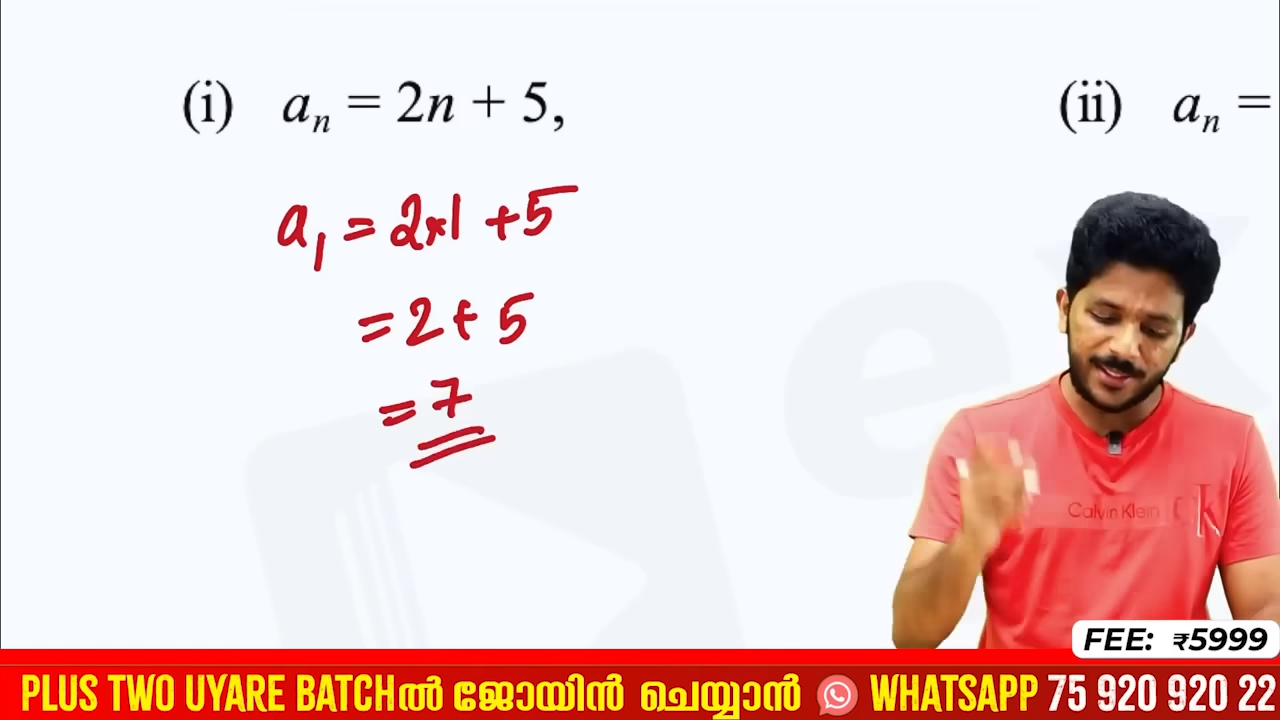 (i) aₙ = 2n + 5,
(ii) aₙ =
a₁ = 2×1 + 5
= 2 + 5
= 7
Calvin Klein
CK
FEE: ₹5999
PLUS TWO UYARE BATCHൽ ജോയിൻ ചെയ്യാൻ WHATSAPP 75 920 920 22